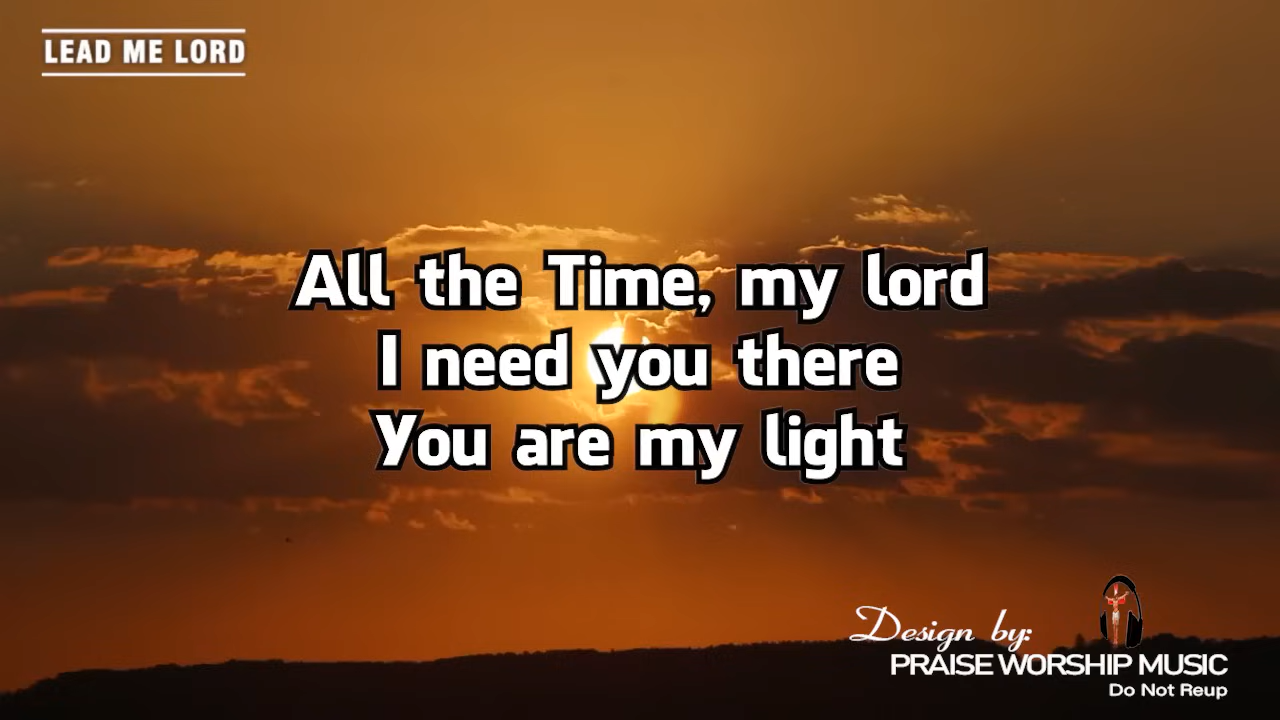 LEAD ME LORD
All the Time, my lord
I need you there
You are my light
Design by:
PRAISE WORSHIP MUSIC
Do Not Reup